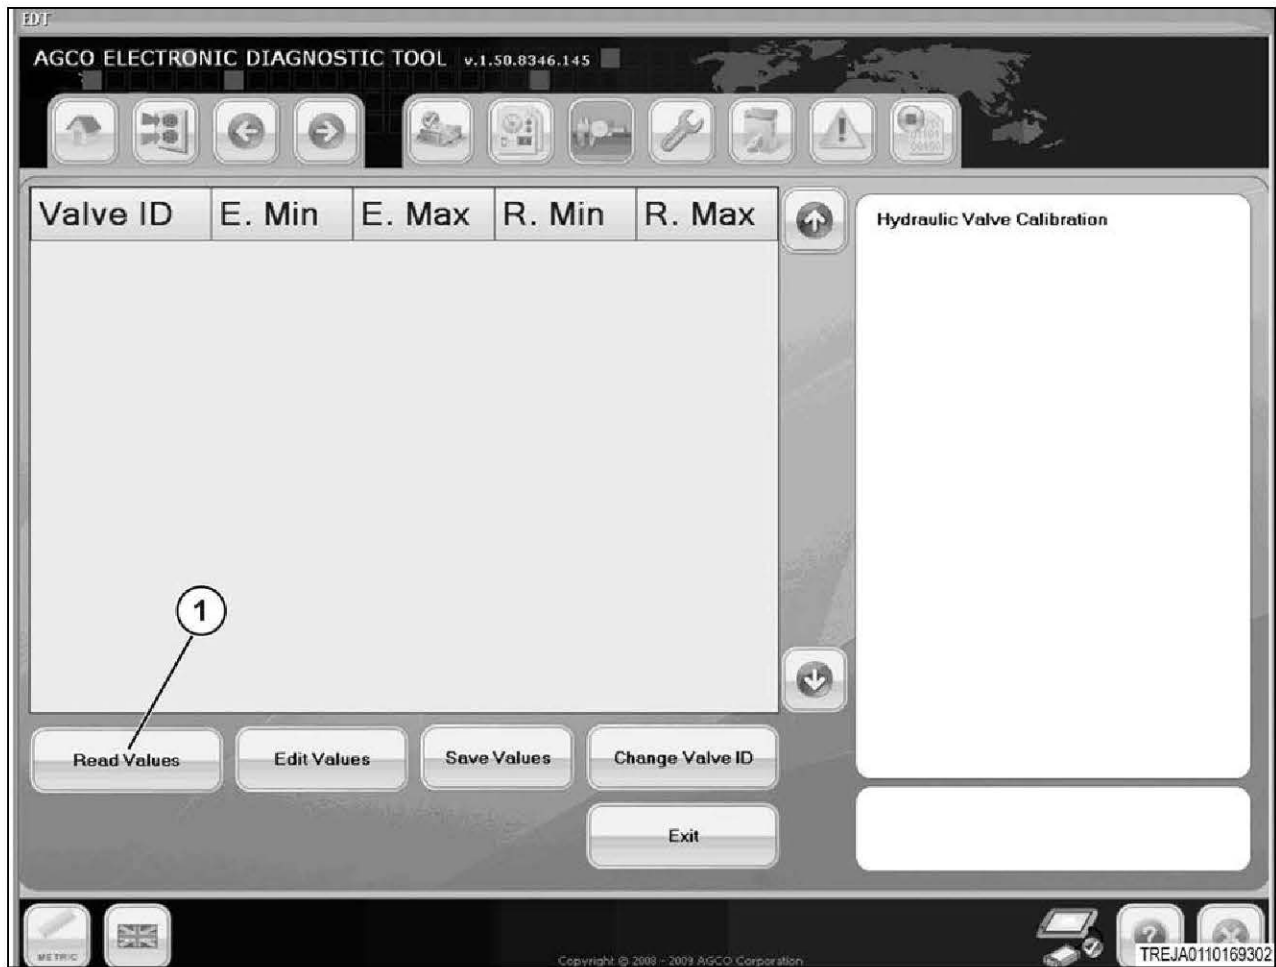 EDT
AGCO ELECTRONIC DIAGNOSTIC TOOL v.1.50.8346.145
Valve ID E. Min E. Max R. Min R. Max
Hydraulic Valve Calibration
1
Read Values Edit Values Save Values Change Valve ID
Exit
METRIC
Copyright © 2008 - 2009 AGCO Corporation
TREJA0110169302